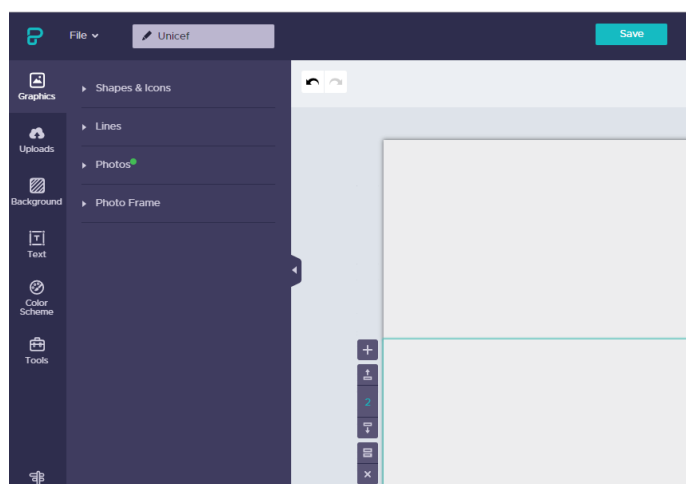 File
Unicef
Save
Graphics
Shapes & Icons
Lines
Uploads
Photos
Background
Photo Frame
T
Text
Color
Scheme
Tools
2